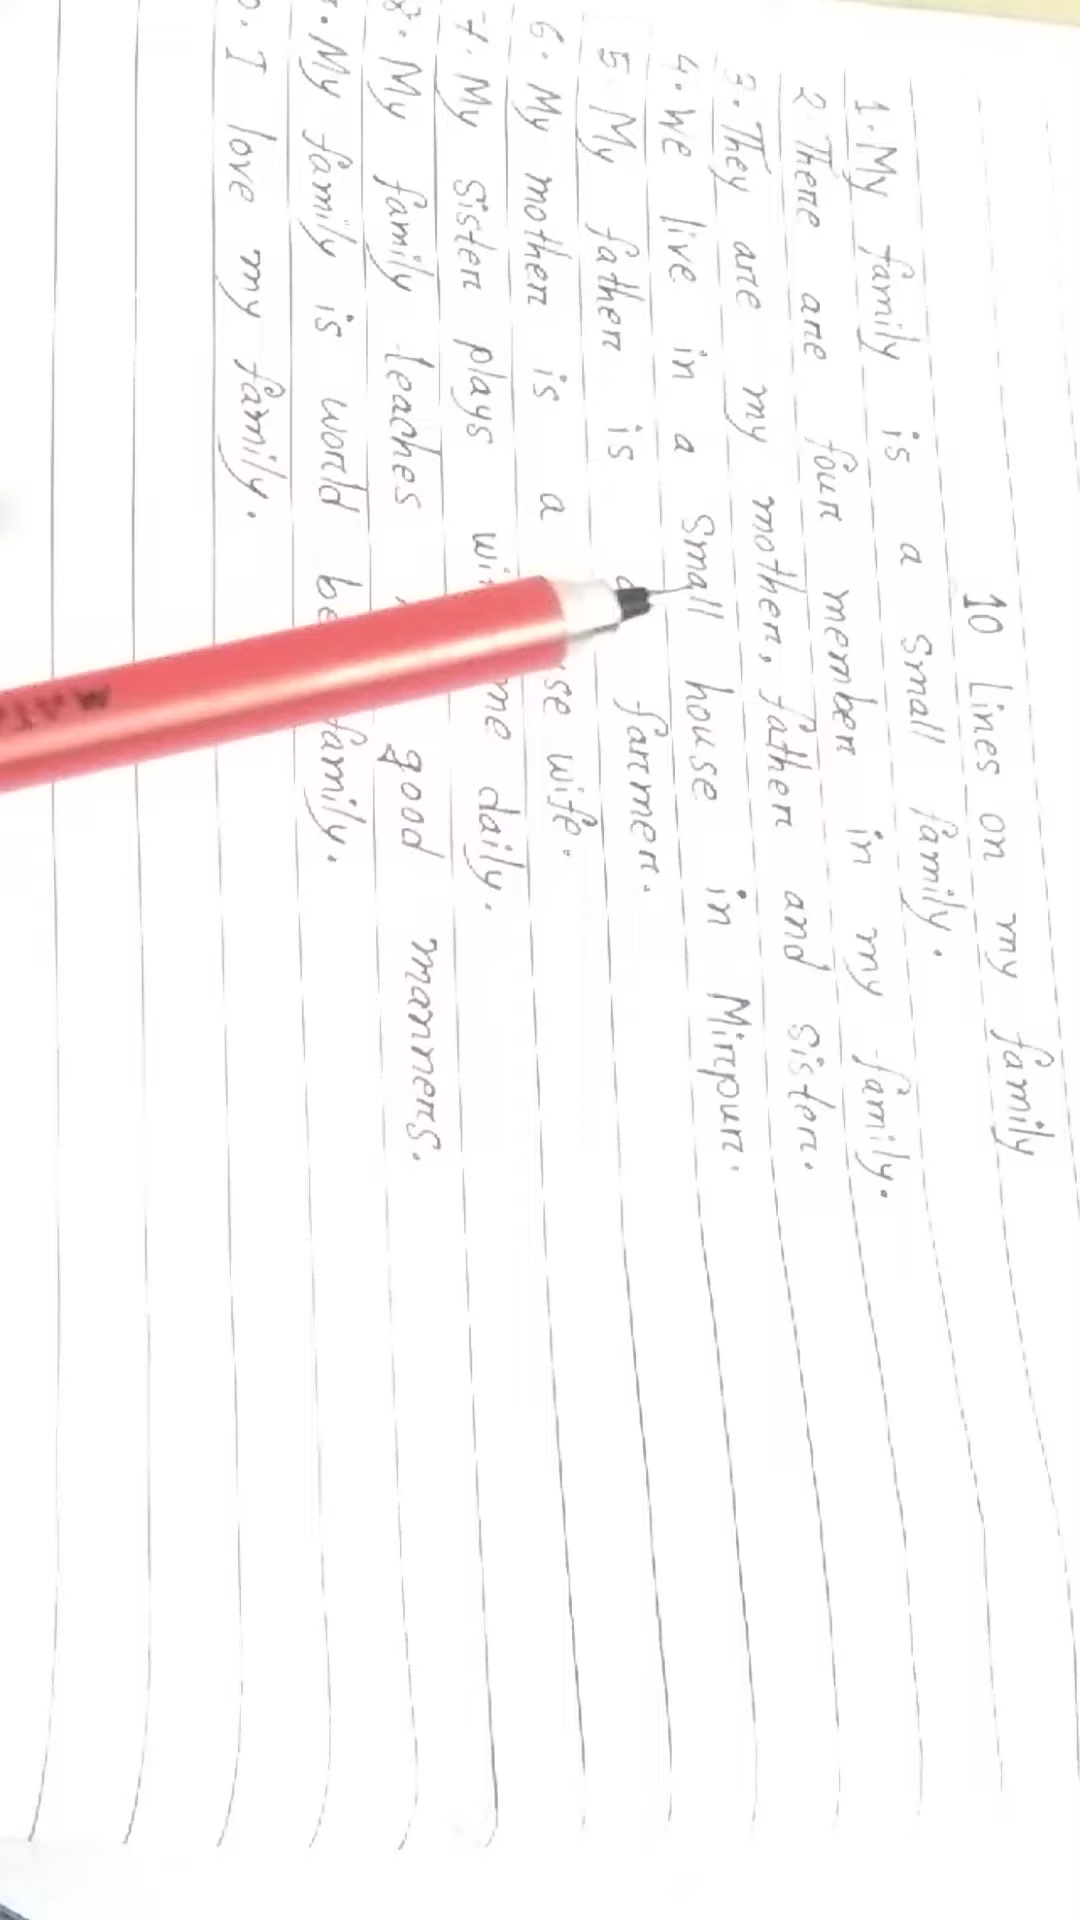 10 lines on my family
1. My family is a small family.
2. There are four member in my family.
3. They are my mother, father and sister.
4. We live in a small house in Mirpur.
5. My father is a farmer.
6. My mother is a wife.
7. My sister plays me daily.
8. My family teaches good manners.
My family is world family.
I love my family.